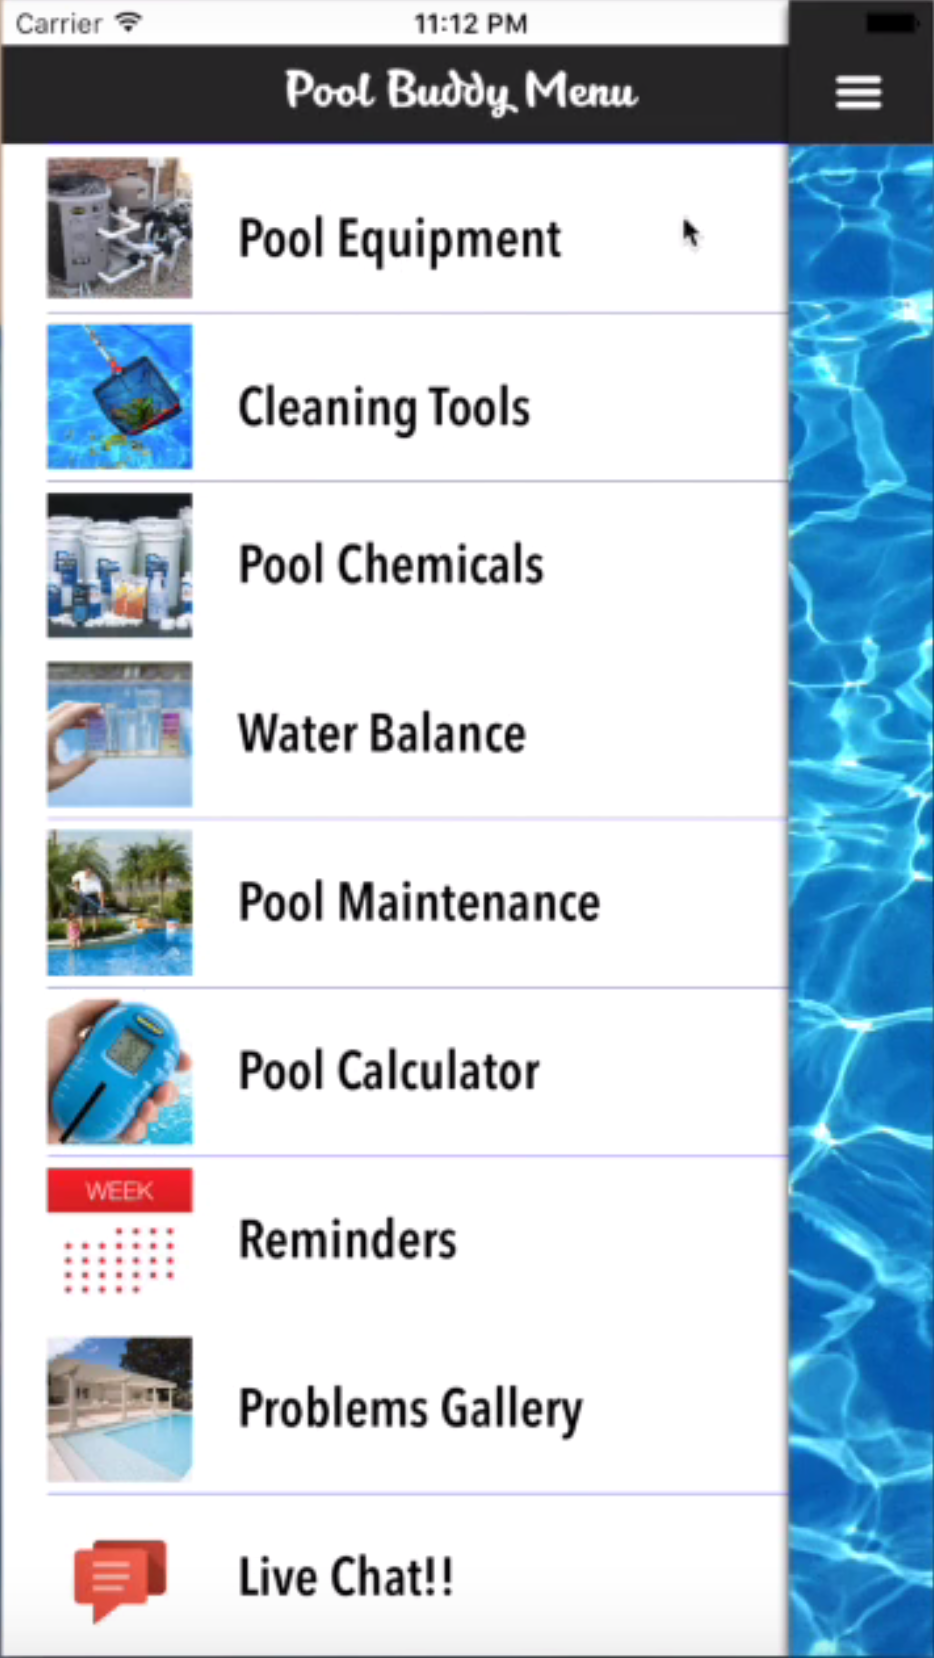 Carrier
11:12 PM
Pool Buddy Menu
Pool Equipment
Cleaning Tools
Pool Chemicals
Water Balance
Pool Maintenance
Pool Calculator
WEEK
Reminders
Problems Gallery
Live Chat!!